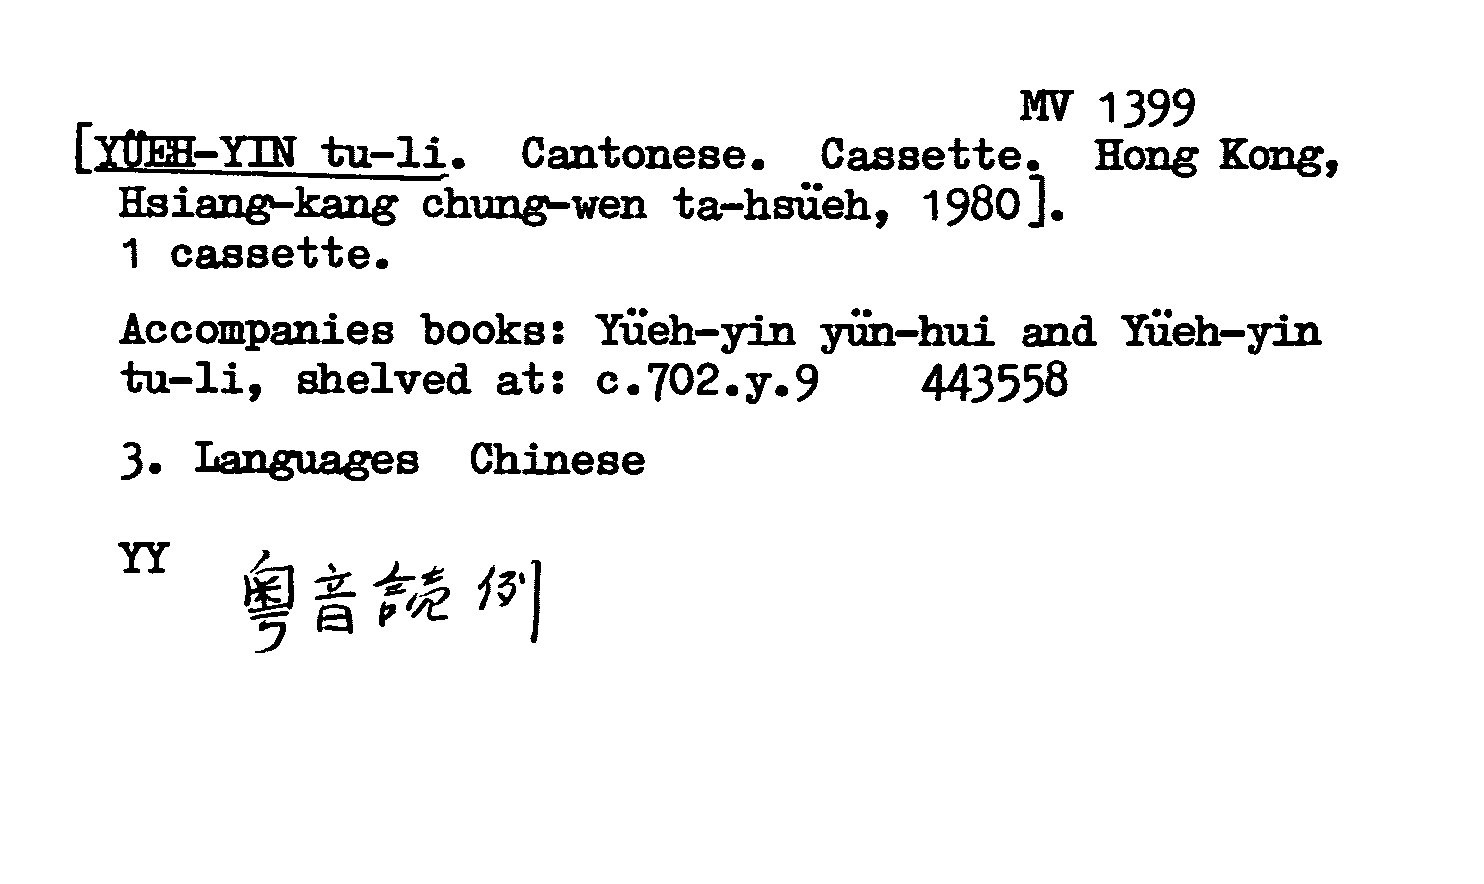 MV 1399
[YÜEH-YIN tu-li. Cantonese. Cassette. Hong Kong,
Hsiang-kang chung-wen ta-hsüeh, 1980].
1 cassette.
Accompanies books: Yüeh-yin yün-hui and Yüeh-yin
tu-li, shelved at: c.702.y.9 443558
3. Languages Chinese
YY 粵音読例